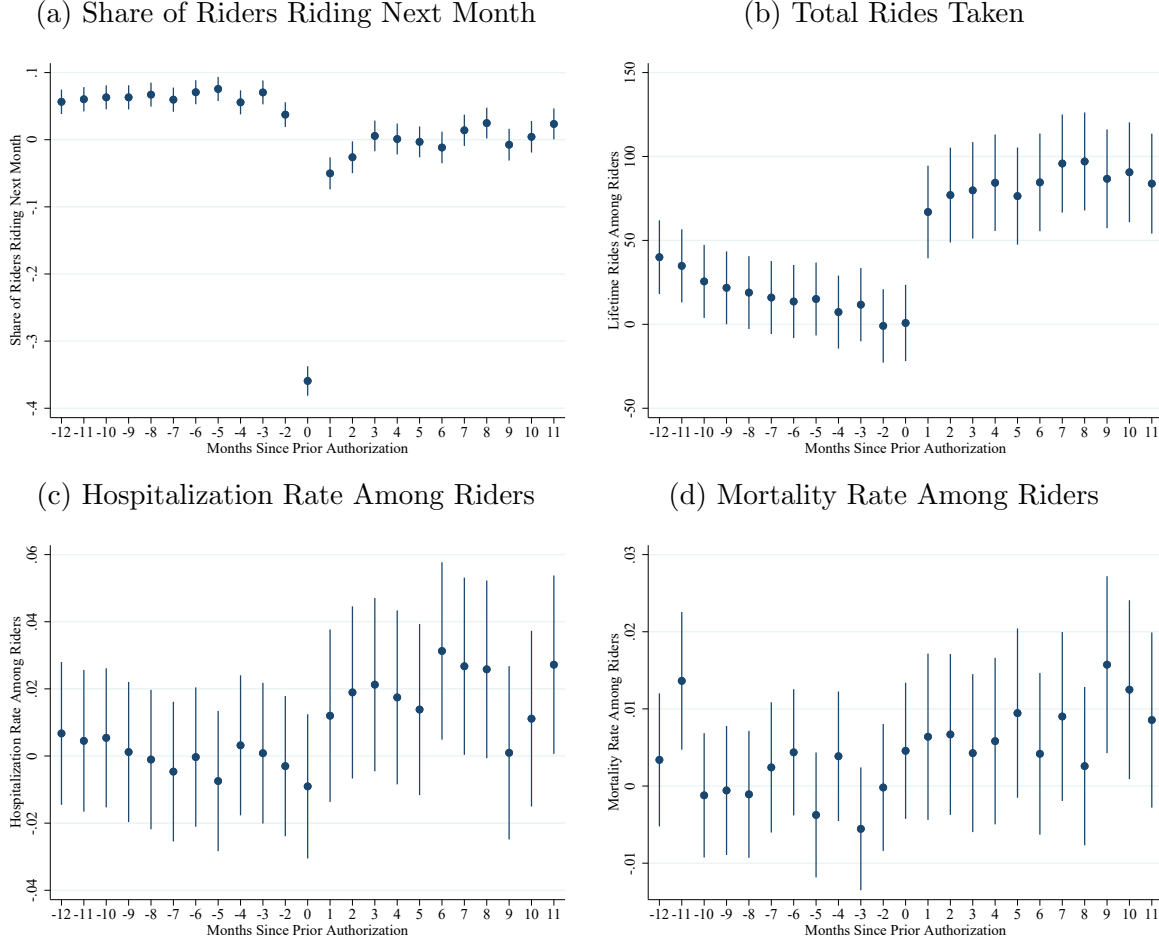 (a) Share of Riders Riding Next Month
Share of Riders Riding Next Month
.1
0
-.1
-.2
-.3
-.4
-12 -11 -10 -9 -8 -7 -6 -5 -4 -3 -2 0 1 2 3 4 5 6 7 8 9 10 11
Months Since Prior Authorization
(b) Total Rides Taken
Lifetime Rides Among Riders
150
100
50
0
-50
-12 -11 -10 -9 -8 -7 -6 -5 -4 -3 -2 0 1 2 3 4 5 6 7 8 9 10 11
Months Since Prior Authorization
(c) Hospitalization Rate Among Riders
Hospitalization Rate Among Riders
.06
.04
.02
0
-.02
-.04
-12 -11 -10 -9 -8 -7 -6 -5 -4 -3 -2 0 1 2 3 4 5 6 7 8 9 10 11
Months Since Prior Authorization
(d) Mortality Rate Among Riders
Mortality Rate Among Riders
.03
.02
.01
0
-.01
-12 -11 -10 -9 -8 -7 -6 -5 -4 -3 -2 0 1 2 3 4 5 6 7 8 9 10 11
Months Since Prior Authorization